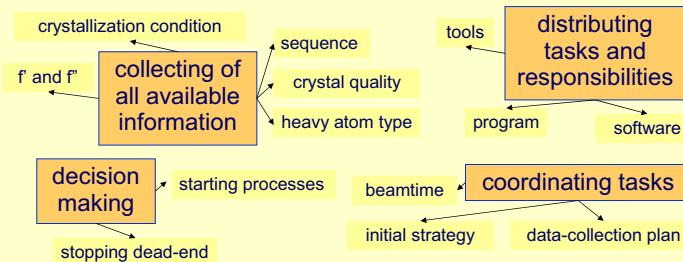 crystallization condition
f' and f"
collecting of
all available
information
sequence
crystal quality
heavy atom type
tools
distributing
tasks and
responsibilities
program
software
decision
making
starting processes
stopping dead-end
beamtime
coordinating tasks
initial strategy
data-collection plan